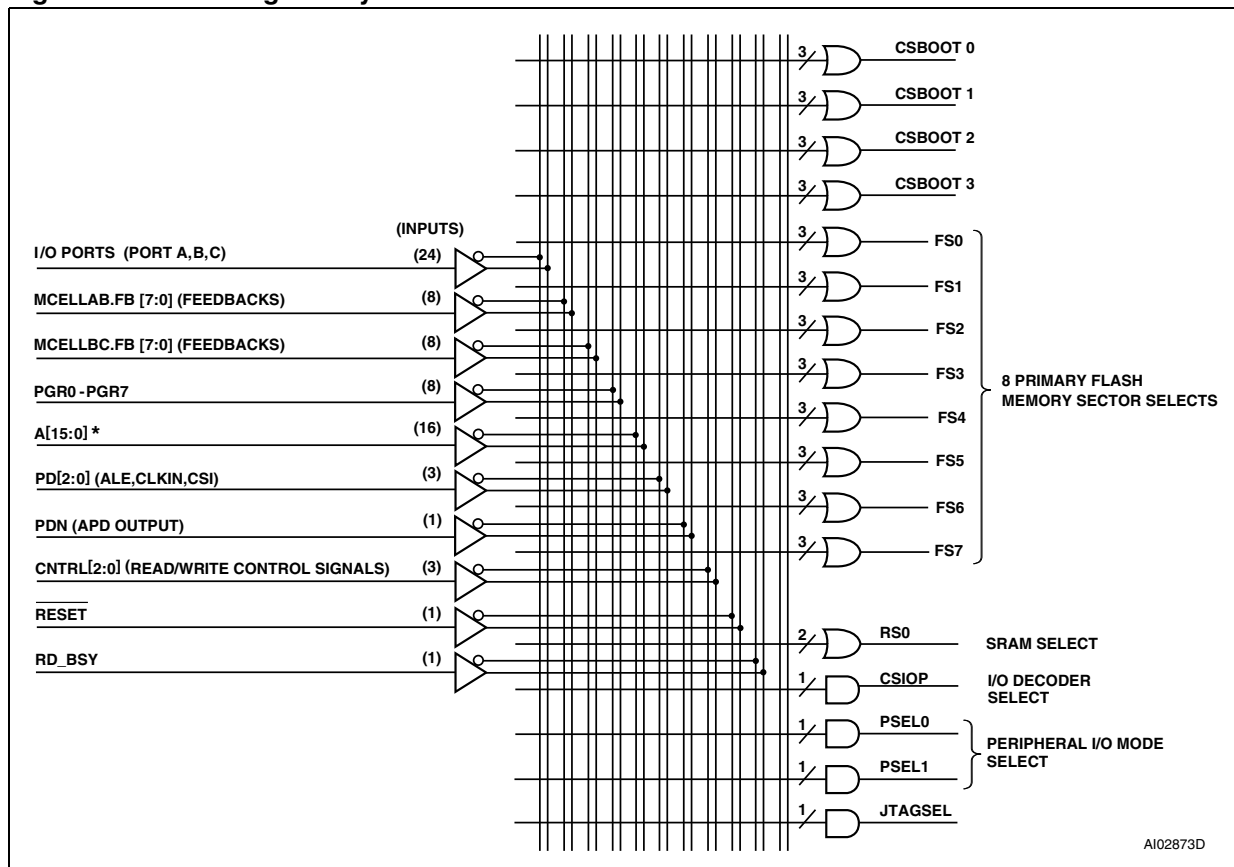 CSBOOT 0
3
CSBOOT 1
3
CSBOOT 2
3
CSBOOT 3
3
(INPUTS)
I/O PORTS (PORT A,B,C)
(24)
MCELLAB.FB [7:0] (FEEDBACKS)
(8)
MCELLBC.FB [7:0] (FEEDBACKS)
(8)
PGR0 -PGR7
(8)
A[15:0] *
(16)
PD[2:0] (ALE,CLKIN,CSI)
(3)
PDN (APD OUTPUT)
(1)
CNTRL[2:0] (READ/WRITE CONTROL SIGNALS)
(3)
RESET
(1)
RD_BSY
(1)
3
FS0
3
FS1
3
FS2
3
FS3
3
FS4
3
FS5
3
FS6
3
FS7
8 PRIMARY FLASH
MEMORY SECTOR SELECTS
2
RS0
SRAM SELECT
1
CSIOP
I/O DECODER
SELECT
1
PSEL0
1
PSEL1
PERIPHERAL I/O MODE
SELECT
1
JTAGSEL
AI02873D